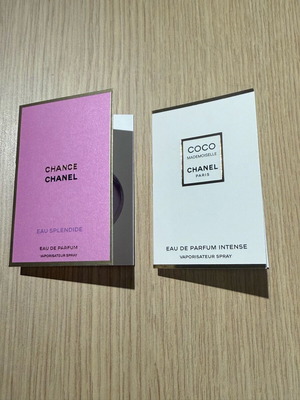 CHANCE
CHANEL
EAU SPLENDIDE
EAU DE PARFUM
VAPORISATEUR SPRAY
COCO
MADEMOISELLE
CHANEL
PARIS
EAU DE PARFUM INTENSE
VAPORISATEUR SPRAY